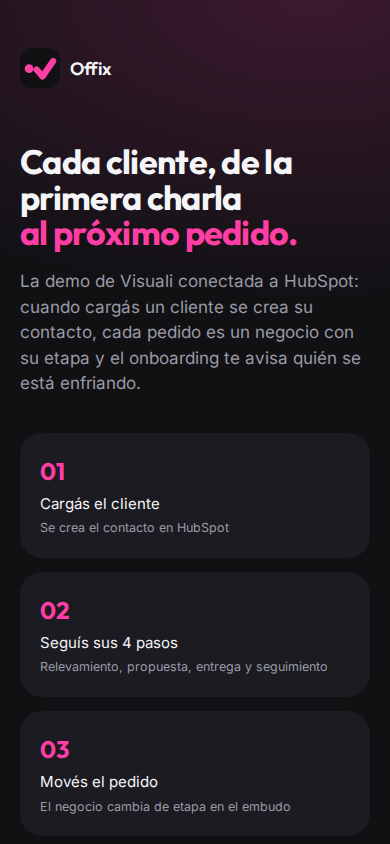 Offix
Cada cliente, de la
primera charla
al próximo pedido.
La demo de Visuali conectada a HubSpot:
cuando cargás un cliente se crea su
contacto, cada pedido es un negocio con
su etapa y el onboarding te avisa quién se
está enfriando.
01
Cargás el cliente
Se crea el contacto en HubSpot
02
Seguís sus 4 pasos
Relevamiento, propuesta, entrega y seguimiento
03
Movés el pedido
El negocio cambia de etapa en el embudo